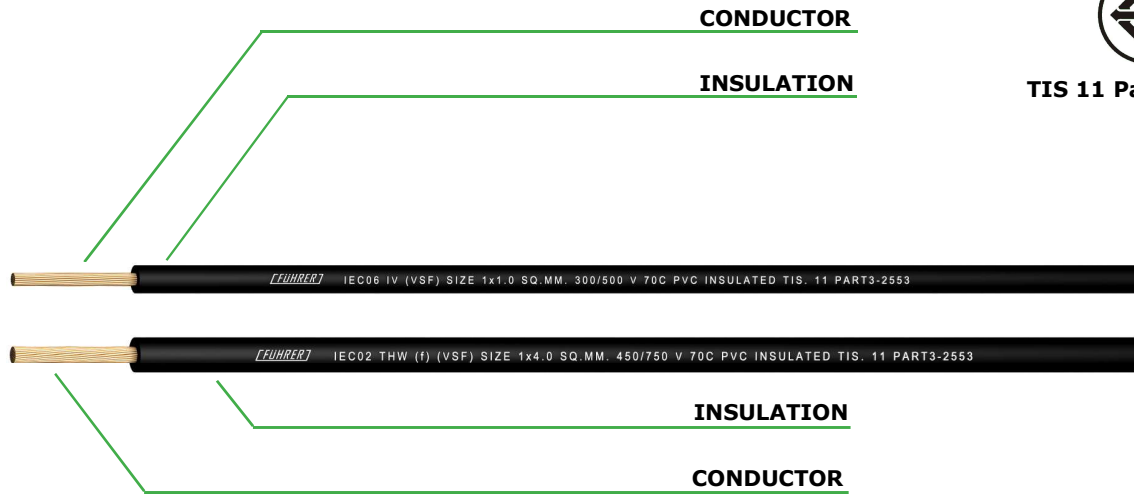 CONDUCTOR
INSULATION
TIS 11 Pa
FÜHRER IEC06 IV (VSF) SIZE 1x1.0 SQ.MM. 300/500 V 70C PVC INSULATED TIS. 11 PART3-2553
FUHRER IEC02 THW (f) (VSF) SIZE 1x4.0 SQ.MM. 450/750 V 70C PVC INSULATED TIS. 11 PART3-2553
INSULATION
CONDUCTOR